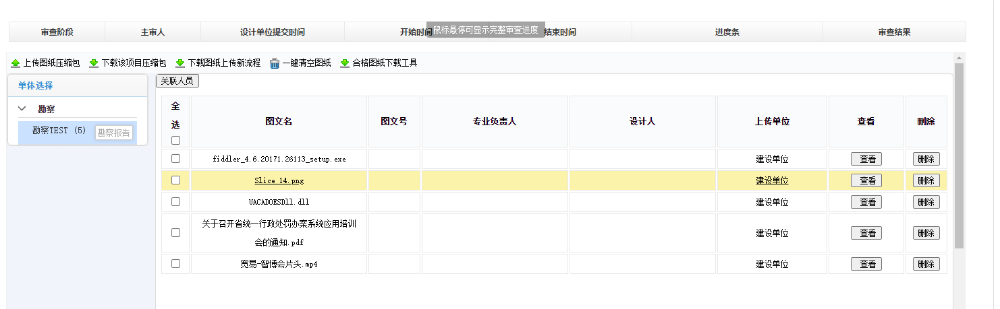 审查阶段 主审人 设计单位提交时间 开始时间 结束时间 进度条 审查结果
鼠标悬停可显示完整审查进度
上传图纸压缩包 下载该项目压缩包 下载图纸上传新流程 一键清空图纸 合格图纸下载工具
单体选择
勘察
勘察TEST (5) 勘察报告
关联人员
全选 图文名 图文号 专业负责人 设计人 上传单位 查看 删除
fiddler_4.6.20171.26113_setup.exe 建设单位 查看 删除
Slice 14.png 建设单位 查看 删除
UACADOESDll.dll 建设单位 查看 删除
关于召开省统一行政处罚办案系统应用培训
会的通知.pdf 建设单位 查看 删除
宽易-智博会片头.mp4 建设单位 查看 删除